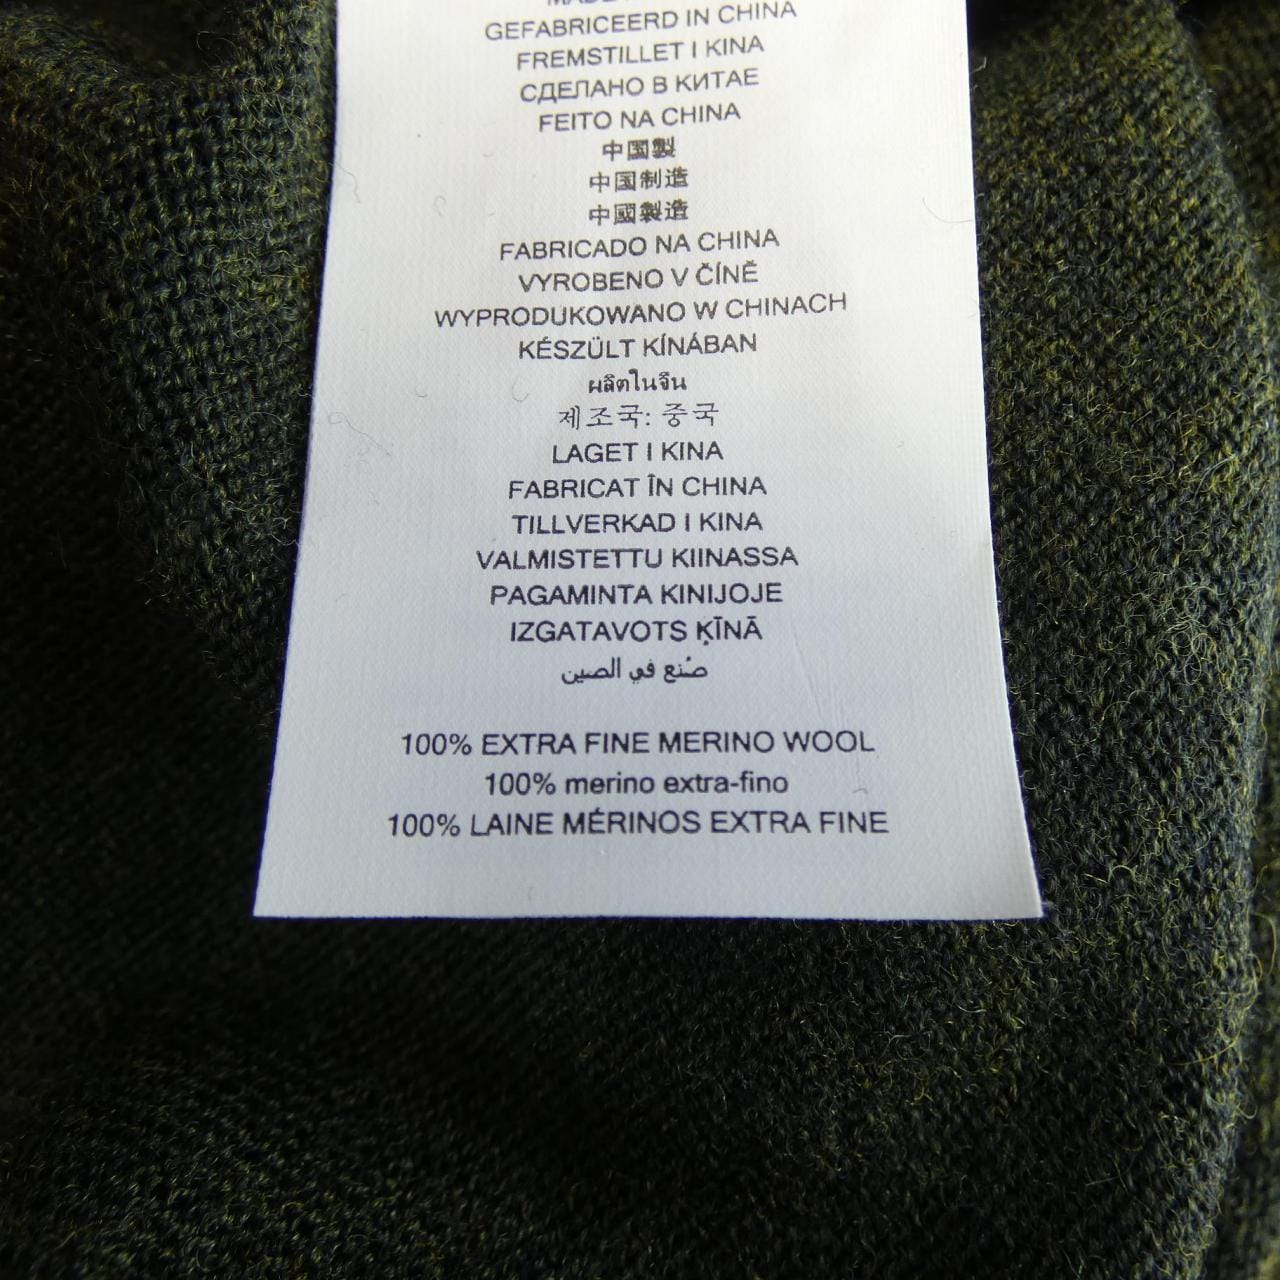 MADE
GEFABRICEERD IN CHINA
FREMSTILLET I KINA
СДЕЛАНО В КИТАЕ
FEITO NA CHINA
中国製
中国制造
中國製造
FABRICADO NA CHINA
VYROBENO V ČÍNĚ
WYPRODUKOWANO W CHINACH
KÉSZÜLT KÍNÁBAN
ผลิตในจีน
제조국: 중국
LAGET I KINA
FABRICAT ÎN CHINA
TILLVERKAD I KINA
VALMISTETTU KIINASSA
PAGAMINTA KINIJOJE
IZGATAVOTS ĶĪNĀ
صُنع في الصين
100% EXTRA FINE MERINO WOOL
100% merino extra-fino
100% LAINE MÉRINOS EXTRA FINE